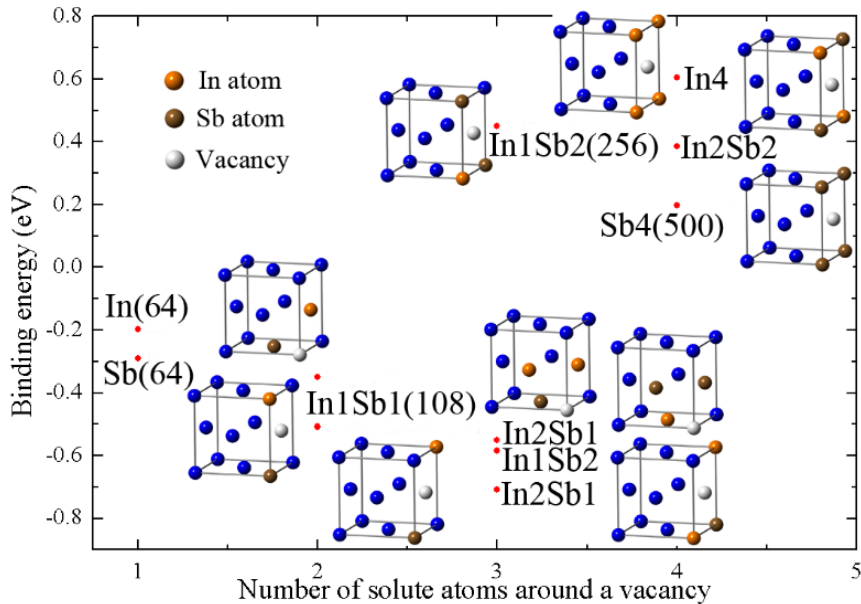 0.8
0.6
0.4
0.2
0.0
-0.2
-0.4
-0.6
-0.8
Binding energy (eV)
In atom
Sb atom
Vacancy
In4
In1Sb2(256)
In2Sb2
Sb4(500)
In(64)
Sb(64)
In1Sb1(108)
In2Sb1
In1Sb2
In2Sb1
1
2
3
4
5
Number of solute atoms around a vacancy